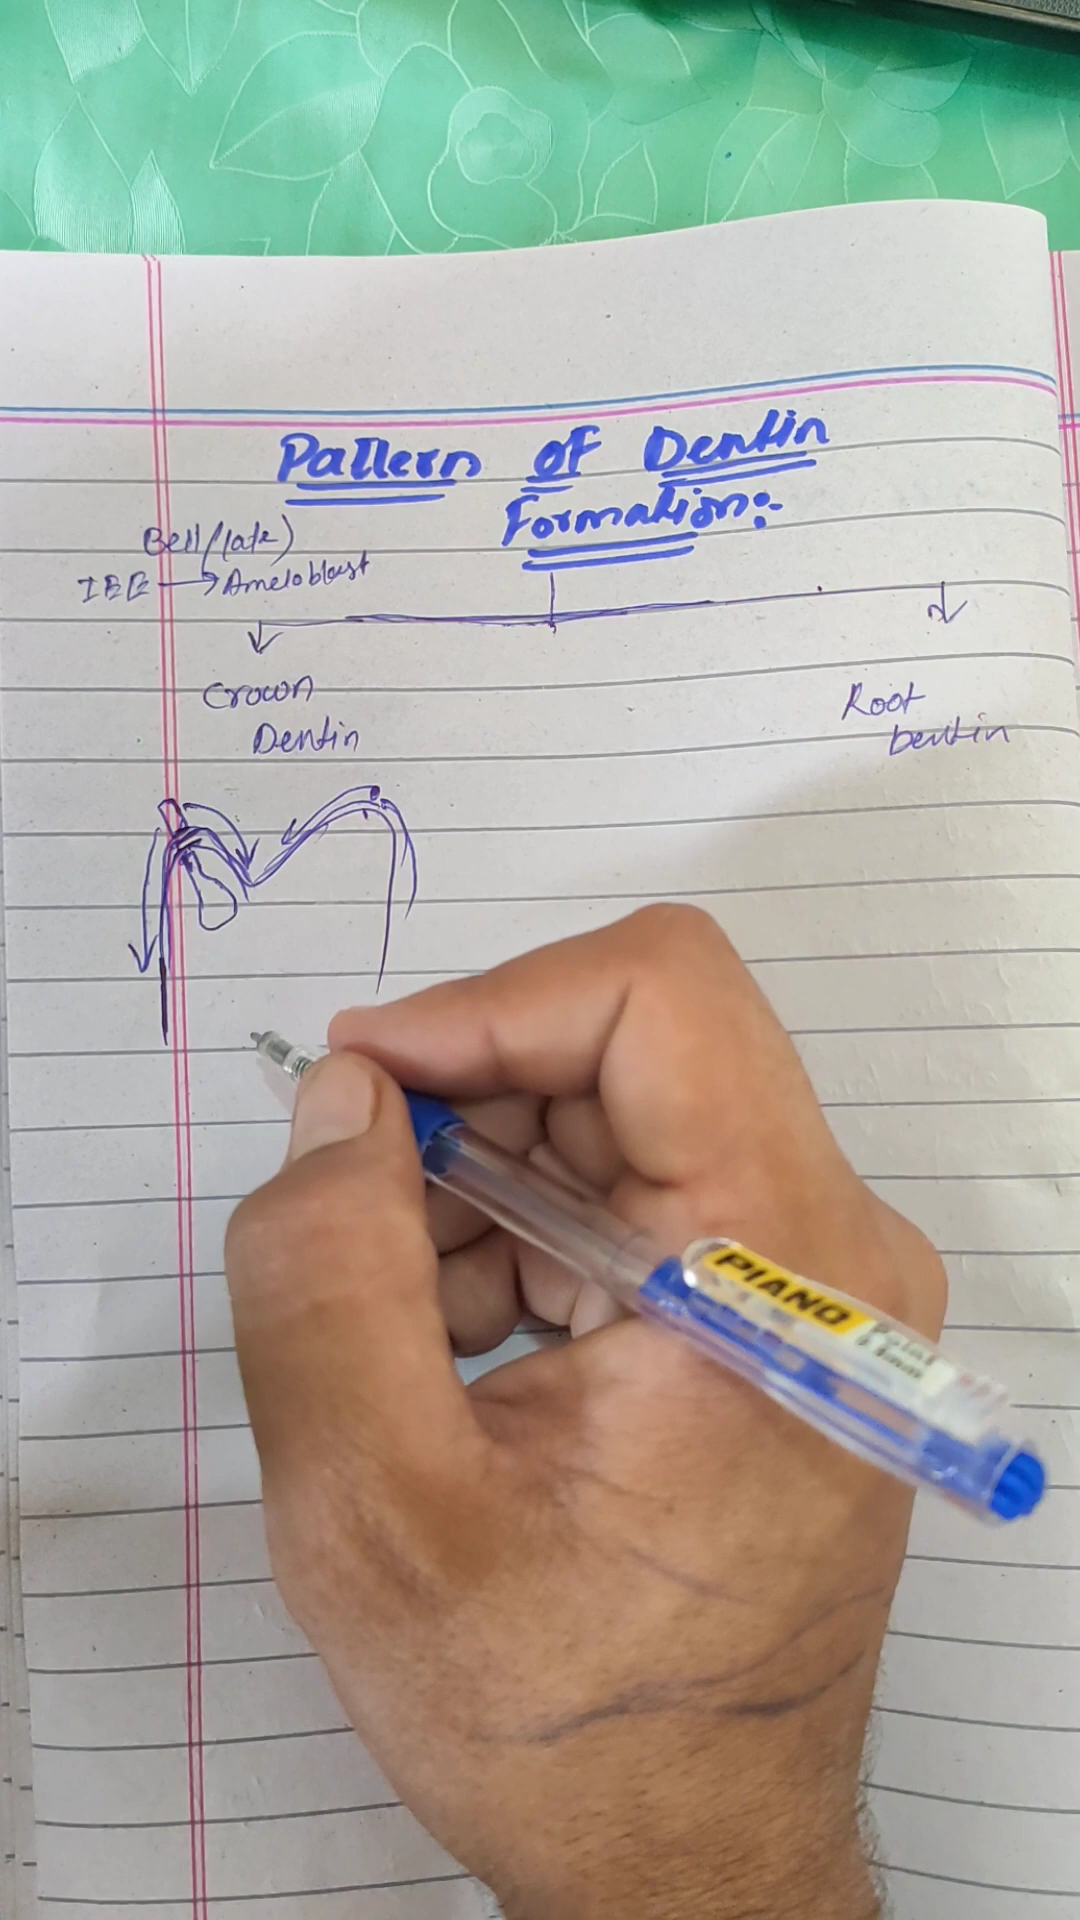 Pattern of Dentin
Formation:-
Bell (late)
IEE → Ameloblast
Crown
Dentin
Root
Dentin
PIANO